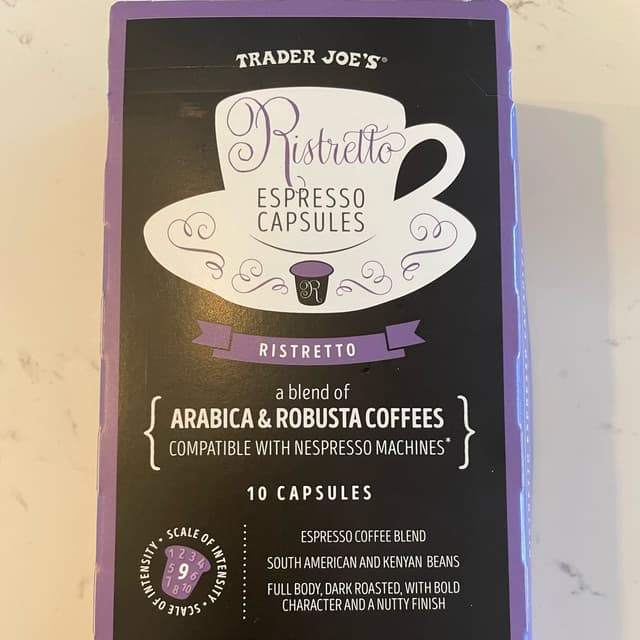 TRADER JOE'S®
Ristretto
ESPRESSO
CAPSULES
R
RISTRETTO
a blend of
ARABICA & ROBUSTA COFFEES
COMPATIBLE WITH NESPRESSO MACHINES*
10 CAPSULES
SCALE OF INTENSITY • SCALE OF INTENSITY •
1 2 3 4
5 9 6
7 8 10
ESPRESSO COFFEE BLEND
SOUTH AMERICAN AND KENYAN BEANS
FULL BODY, DARK ROASTED, WITH BOLD
CHARACTER AND A NUTTY FINISH